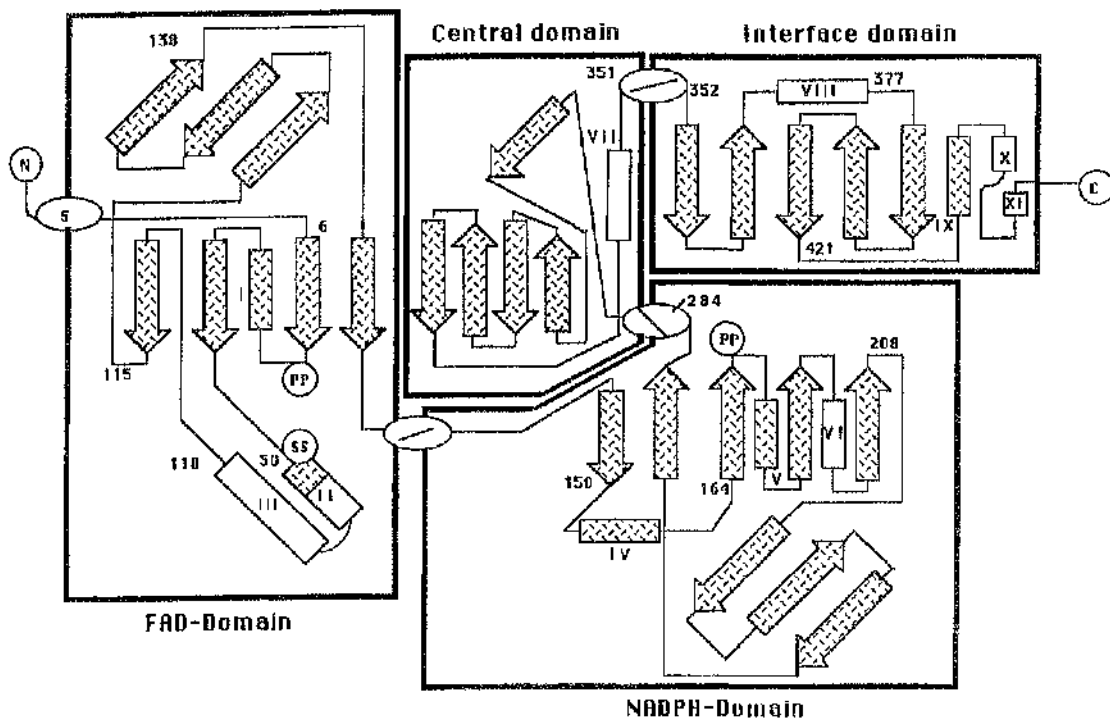 138
Central domain
Interface domain
351
352
VIII
377
VII
N
X
XI
C
5
6
IX
421
I
284
PP
208
115
PP
VI
110
50
SS
150
164
V
II
III
IV
FAD-Domain
NADPH-Domain